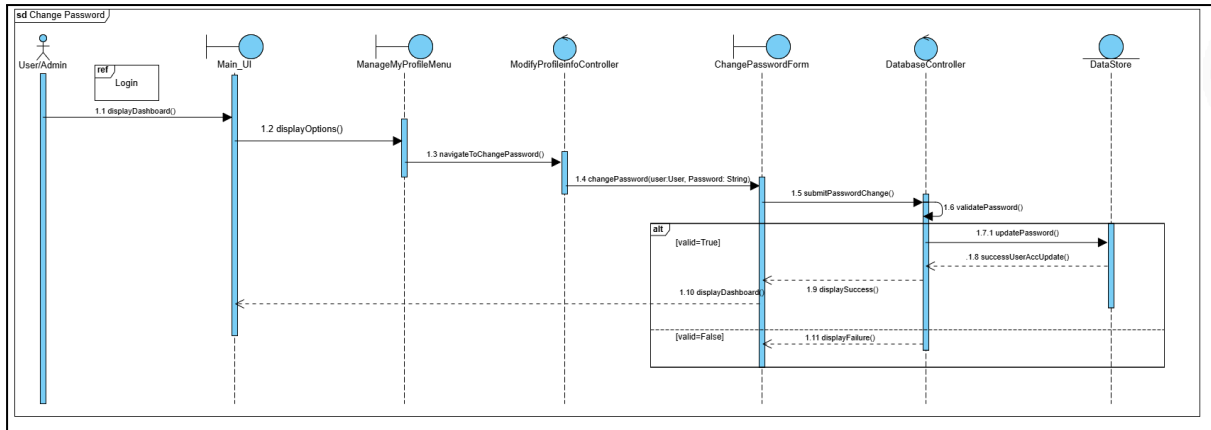 sd Change Password
User/Admin
Main_UI
ManageMyProfileMenu
ModifyProfileinfoController
ChangePasswordForm
DatabaseController
DataStore
ref
Login
1.1 displayDashboard()
1.2 displayOptions()
1.3 navigateToChangePassword()
1.4 changePassword(user:User, Password: String)
1.5 submitPasswordChange()
1.6 validatePassword()
alt
[valid=True]
1.7.1 updatePassword()
.1.8 successUserAccUpdate()
1.9 displaySuccess()
1.10 displayDashboard()
[valid=False]
1.11 displayFailure()